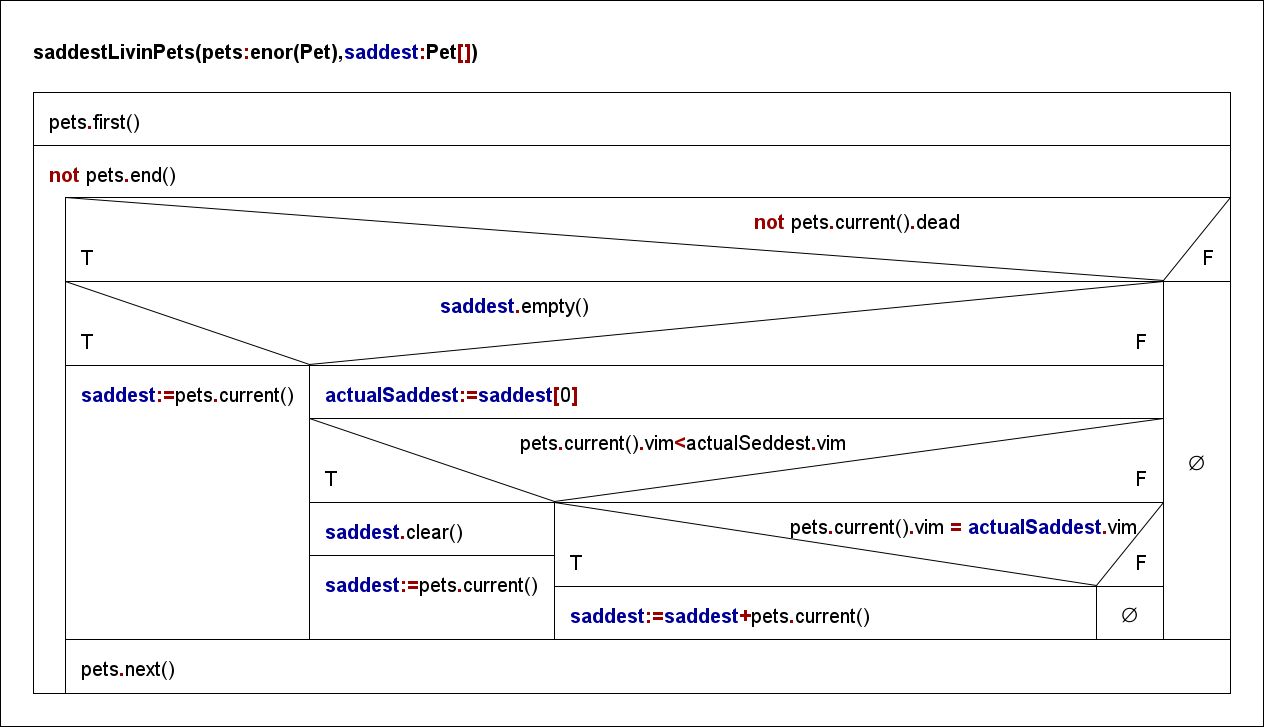 saddestLivinPets(pets:enor(Pet),saddest:Pet[])
pets.first()
not pets.end()
not pets.current().dead
T
F
saddest.empty()
T
F
saddest:=pets.current()
actualSaddest:=saddest[0]
pets.current().vim<actualSeddest.vim
T
F
∅
saddest.clear()
pets.current().vim = actualSaddest.vim
T
F
saddest:=pets.current()
saddest:=saddest+pets.current()
∅
pets.next()